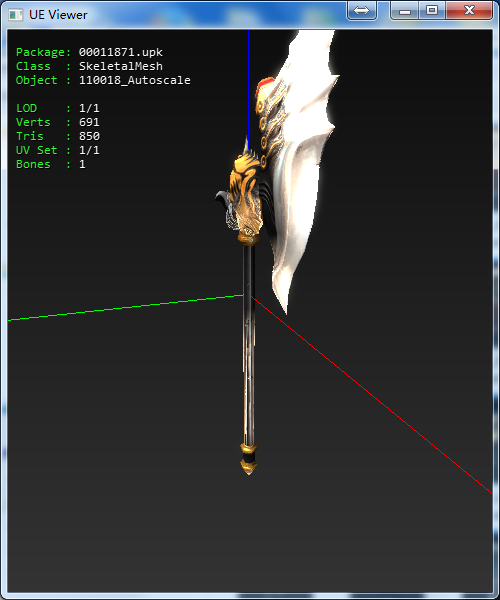 UE Viewer
Package: 00011871.upk
Class : SkeletalMesh
Object : 110018_Autoscale
LOD : 1/1
Verts : 691
Tris : 850
UV Set : 1/1
Bones : 1